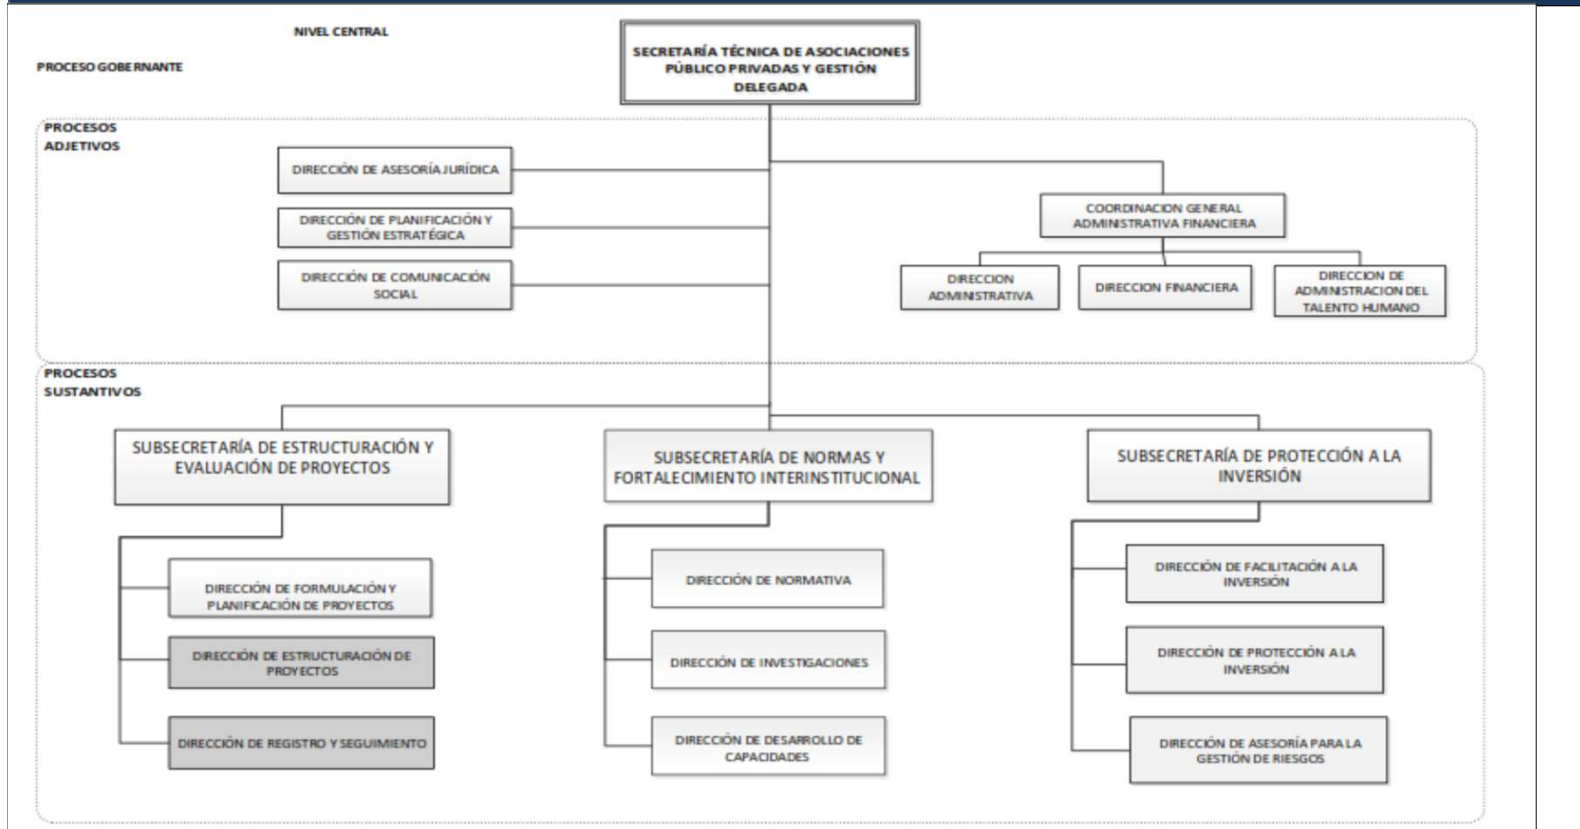 NIVEL CENTRAL
PROCESO GOBERNANTE
SECRETARÍA TÉCNICA DE ASOCIACIONES
PÚBLICO PRIVADAS Y GESTIÓN
DELEGADA
PROCESOS
ADJETIVOS
DIRECCIÓN DE ASESORÍA JURÍDICA
DIRECCIÓN DE PLANIFICACIÓN Y
GESTIÓN ESTRATÉGICA
DIRECCIÓN DE COMUNICACIÓN
SOCIAL
COORDINACION GENERAL
ADMINISTRATIVA FINANCIERA
DIRECCION
ADMINISTRATIVA
DIRECCION FINANCIERA
DIRECCION DE
ADMINISTRACION DEL
TALENTO HUMANO
PROCESOS
SUSTANTIVOS
SUBSECRETARÍA DE ESTRUCTURACIÓN Y
EVALUACIÓN DE PROYECTOS
DIRECCIÓN DE FORMULACIÓN Y
PLANIFICACIÓN DE PROYECTOS
DIRECCIÓN DE ESTRUCTURACIÓN DE
PROYECTOS
DIRECCIÓN DE REGISTRO Y SEGUIMIENTO
SUBSECRETARÍA DE NORMAS Y
FORTALECIMIENTO INTERINSTITUCIONAL
DIRECCIÓN DE NORMATIVA
DIRECCIÓN DE INVESTIGACIONES
DIRECCIÓN DE DESARROLLO DE
CAPACIDADES
SUBSECRETARÍA DE PROTECCIÓN A LA
INVERSIÓN
DIRECCIÓN DE FACILITACIÓN A LA
INVERSIÓN
DIRECCIÓN DE PROTECCIÓN A LA
INVERSIÓN
DIRECCIÓN DE ASESORÍA PARA LA
GESTIÓN DE RIESGOS